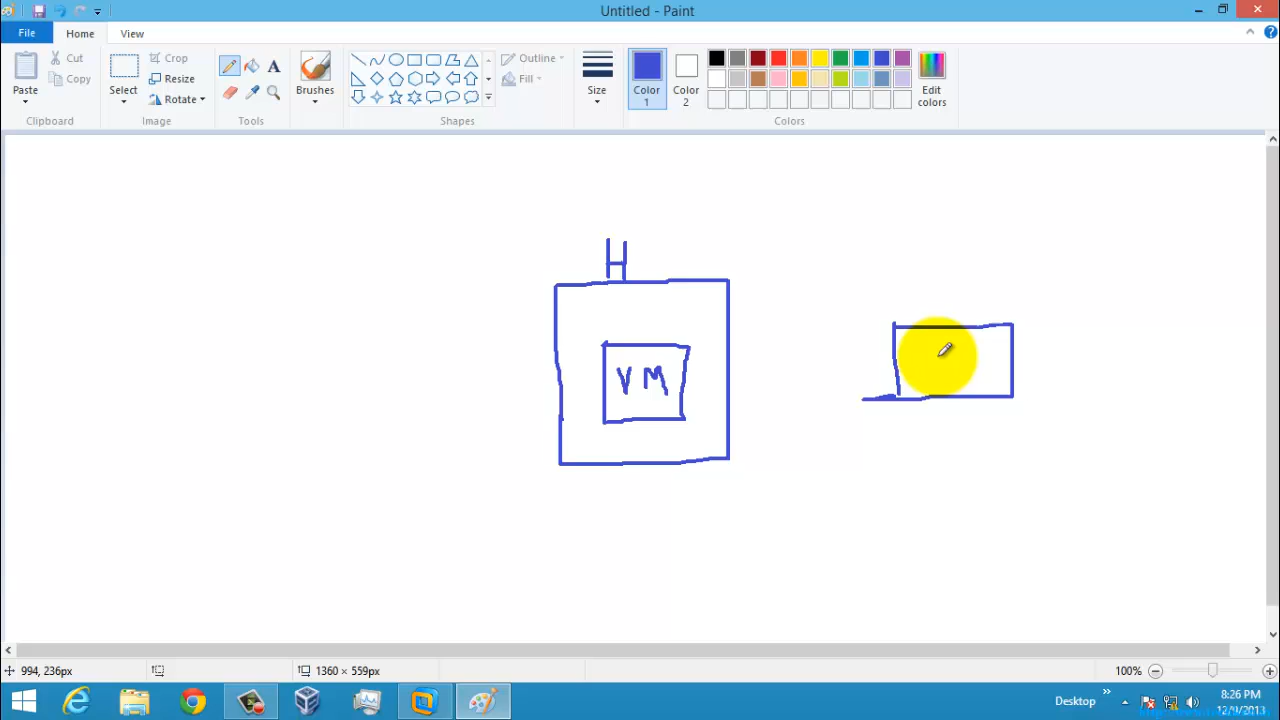 Untitled - Paint
File Home View
Paste
Cut
Copy
Clipboard
Select
Crop
Resize
Rotate
Image
Tools
Brushes
Shapes
Outline
Fill
Size
Color 1
Color 2
Edit colors
Colors
H
VM
994, 236px
1360 × 559px
100%
Desktop
8:26 PM